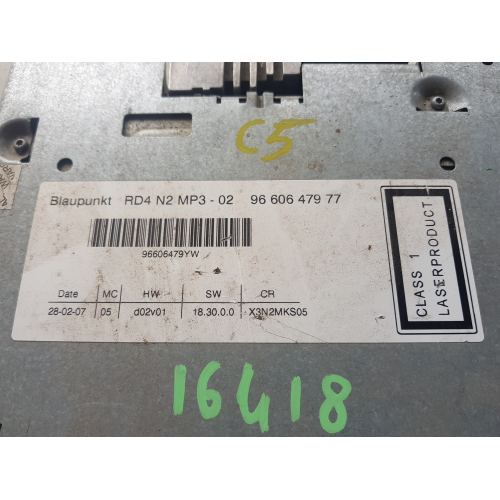 C5
Blaupunkt RD4 N2 MP3 - 02 96 606 479 77
96606479YW
Date MC HW SW CR
28-02-07 05 d02v01 18.30.0.0 X3N2MKS05
CLASS 1
LASERPRODUCT
16418